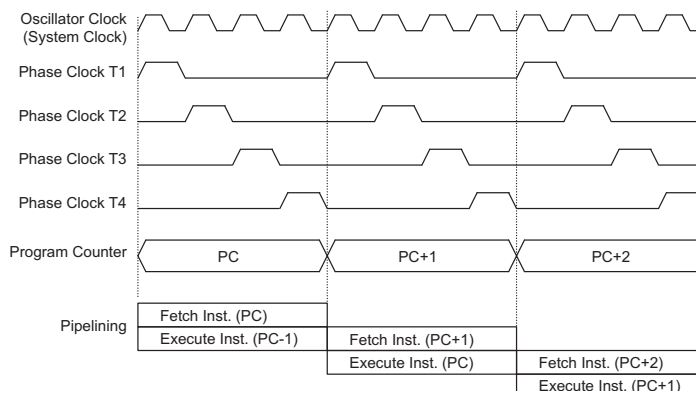 Oscillator Clock
(System Clock)
Phase Clock T1
Phase Clock T2
Phase Clock T3
Phase Clock T4
Program Counter
PC
PC+1
PC+2
Pipelining
Fetch Inst. (PC)
Execute Inst. (PC-1)
Fetch Inst. (PC+1)
Execute Inst. (PC)
Fetch Inst. (PC+2)
Execute Inst. (PC+1)